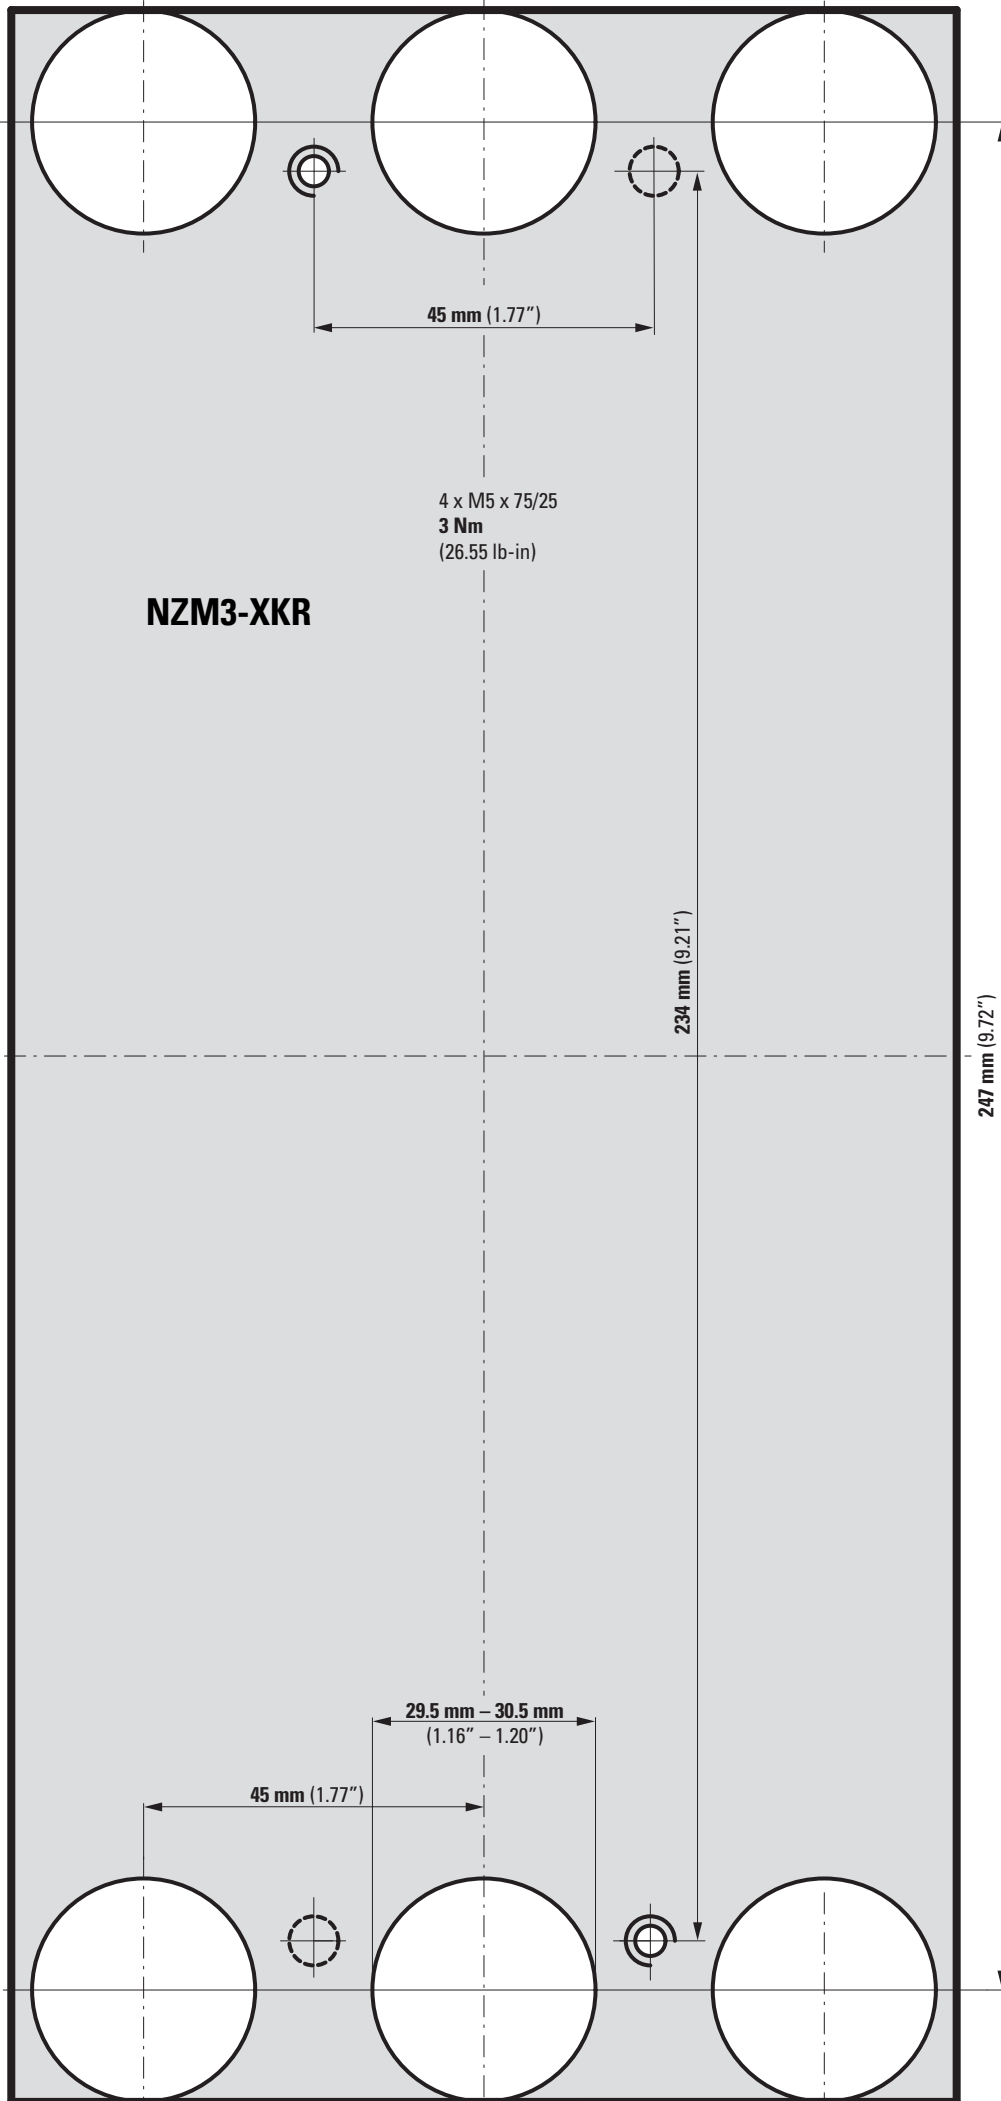 45 mm (1.77”)
4 x M5 x 75/25
3 Nm
(26.55 lb-in)
NZM3-XKR
234 mm (9.21”)
247 mm (9.72”)
29.5 mm – 30.5 mm
(1.16” – 1.20”)
45 mm (1.77”)